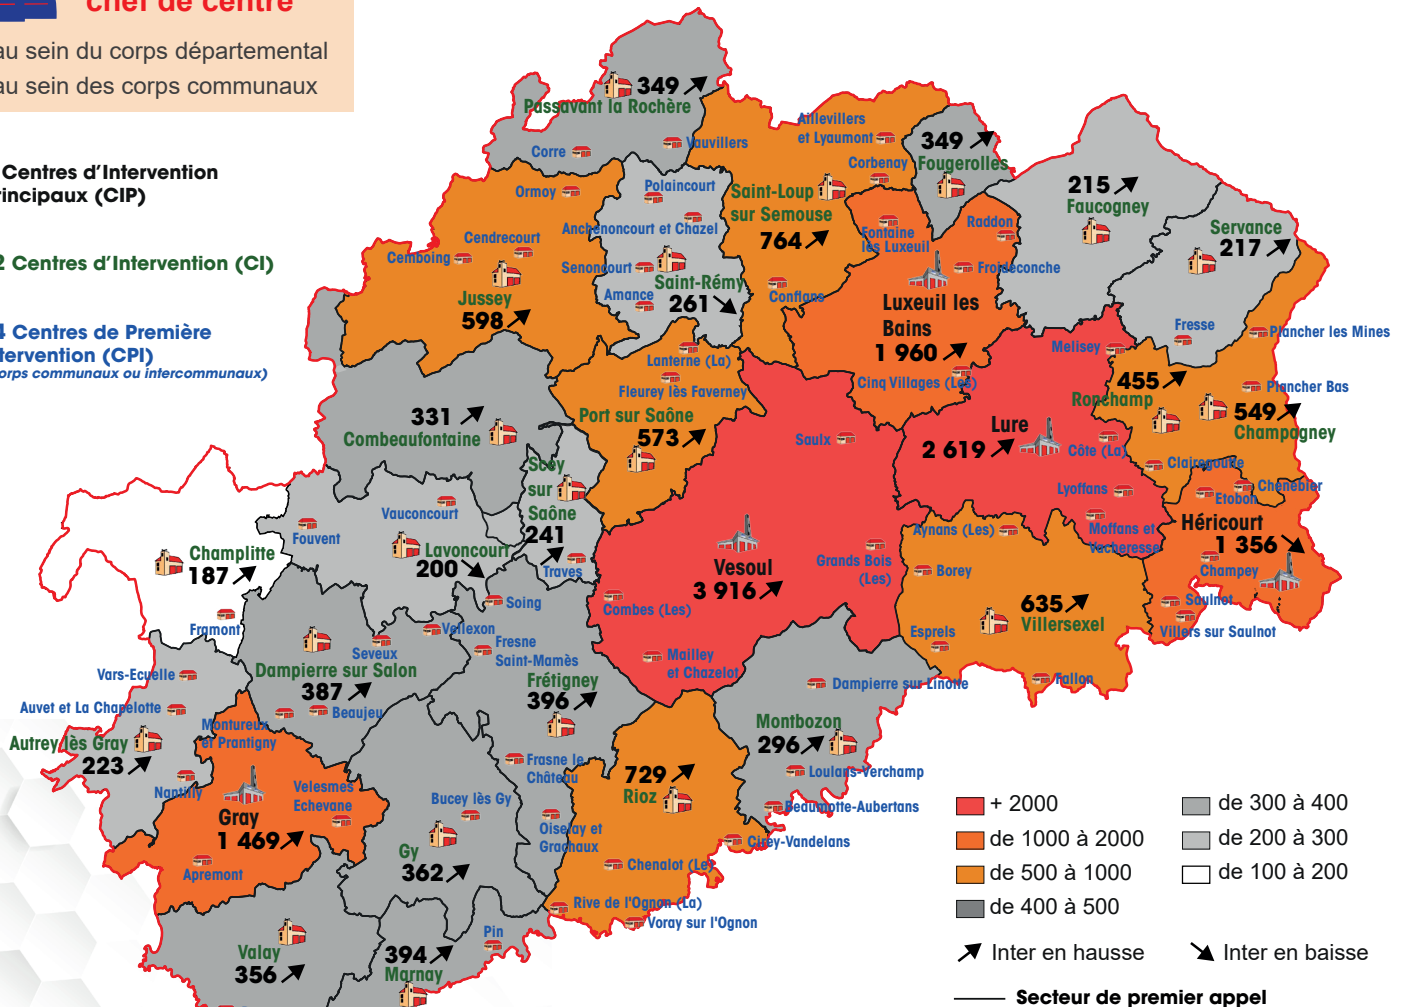 chef de centre
au sein du corps départemental
au sein des corps communaux
Centres d'Intervention
(CIP)
Centres d'Intervention (CI)
Centres de Première
(CPI)
corps communaux ou intercommunaux)
349
Passavant la Rochère
Corre
Vauvillers
Aillevillers
et Lyaumont
Corbenay
349
Fougerolles
Ormoy
Polaincourt
Saint-Loup
sur Semouse
764
215
Faucogney
Servance
217
Anchenoncourt et Chazel
Cendrecourt
Cemboing
Senoncourt
Saint-Rémy
261
Amance
Jussey
598
Fontaine
lès Luxeuil
Raddon
Froideconche
Conflans
Luxeuil les
Bains
1 960
Cinq Villages (Les)
Fresse
Plancher les Mines
Melisey
455
Ronchamp
Plancher Bas
549
Champagney
Lanterne (La)
Fleurey lès Faverney
Port sur Saône
573
331
Combeaufontaine
Saulx
Lure
2 619
Côte (La)
Clairegoutte
Chenebier
Etobon
Lyoffans
Moffans et
Vacheresse
Héricourt
1 356
Champey
Saulnot
Villers sur Saulnot
Scey
sur
Saône
241
Traves
Vauconcourt
Fouvent
Lavoncourt
200
Soing
Champlitte
187
Framont
Vesoul
3 916
Grands Bois
(Les)
Combes (Les)
Mailley
et Chazelot
Aynans (Les)
Borey
635
Villersexel
Esprels
Fallon
Vellexon
Seveux
Dampierre sur Salon
387
Beaujeu
Fresne
Saint-Mamès
Frétigney
396
Dampierre sur Linotte
Montbozon
296
Loulans-Verchamp
Beaumotte-Aubertans
Cirey-Vandelans
Vars-Ecuelle
Auvet et La Chapelotte
Autrey lès Gray
223
Nantilly
Montureux
et Prantigny
Velesmes
Echevane
Gray
1 469
Apremont
Frasne le
Château
Bucey lès Gy
Gy
362
Oiselay et
Grachaux
729
Rioz
Chenalot (Le)
Rive de l'Ognon (La)
Voray sur l'Ognon
Valay
356
394
Marnay
Pin
+ 2000
de 1000 à 2000
de 500 à 1000
de 400 à 500
de 300 à 400
de 200 à 300
de 100 à 200
Inter en hausse
Inter en baisse
Secteur de premier appel